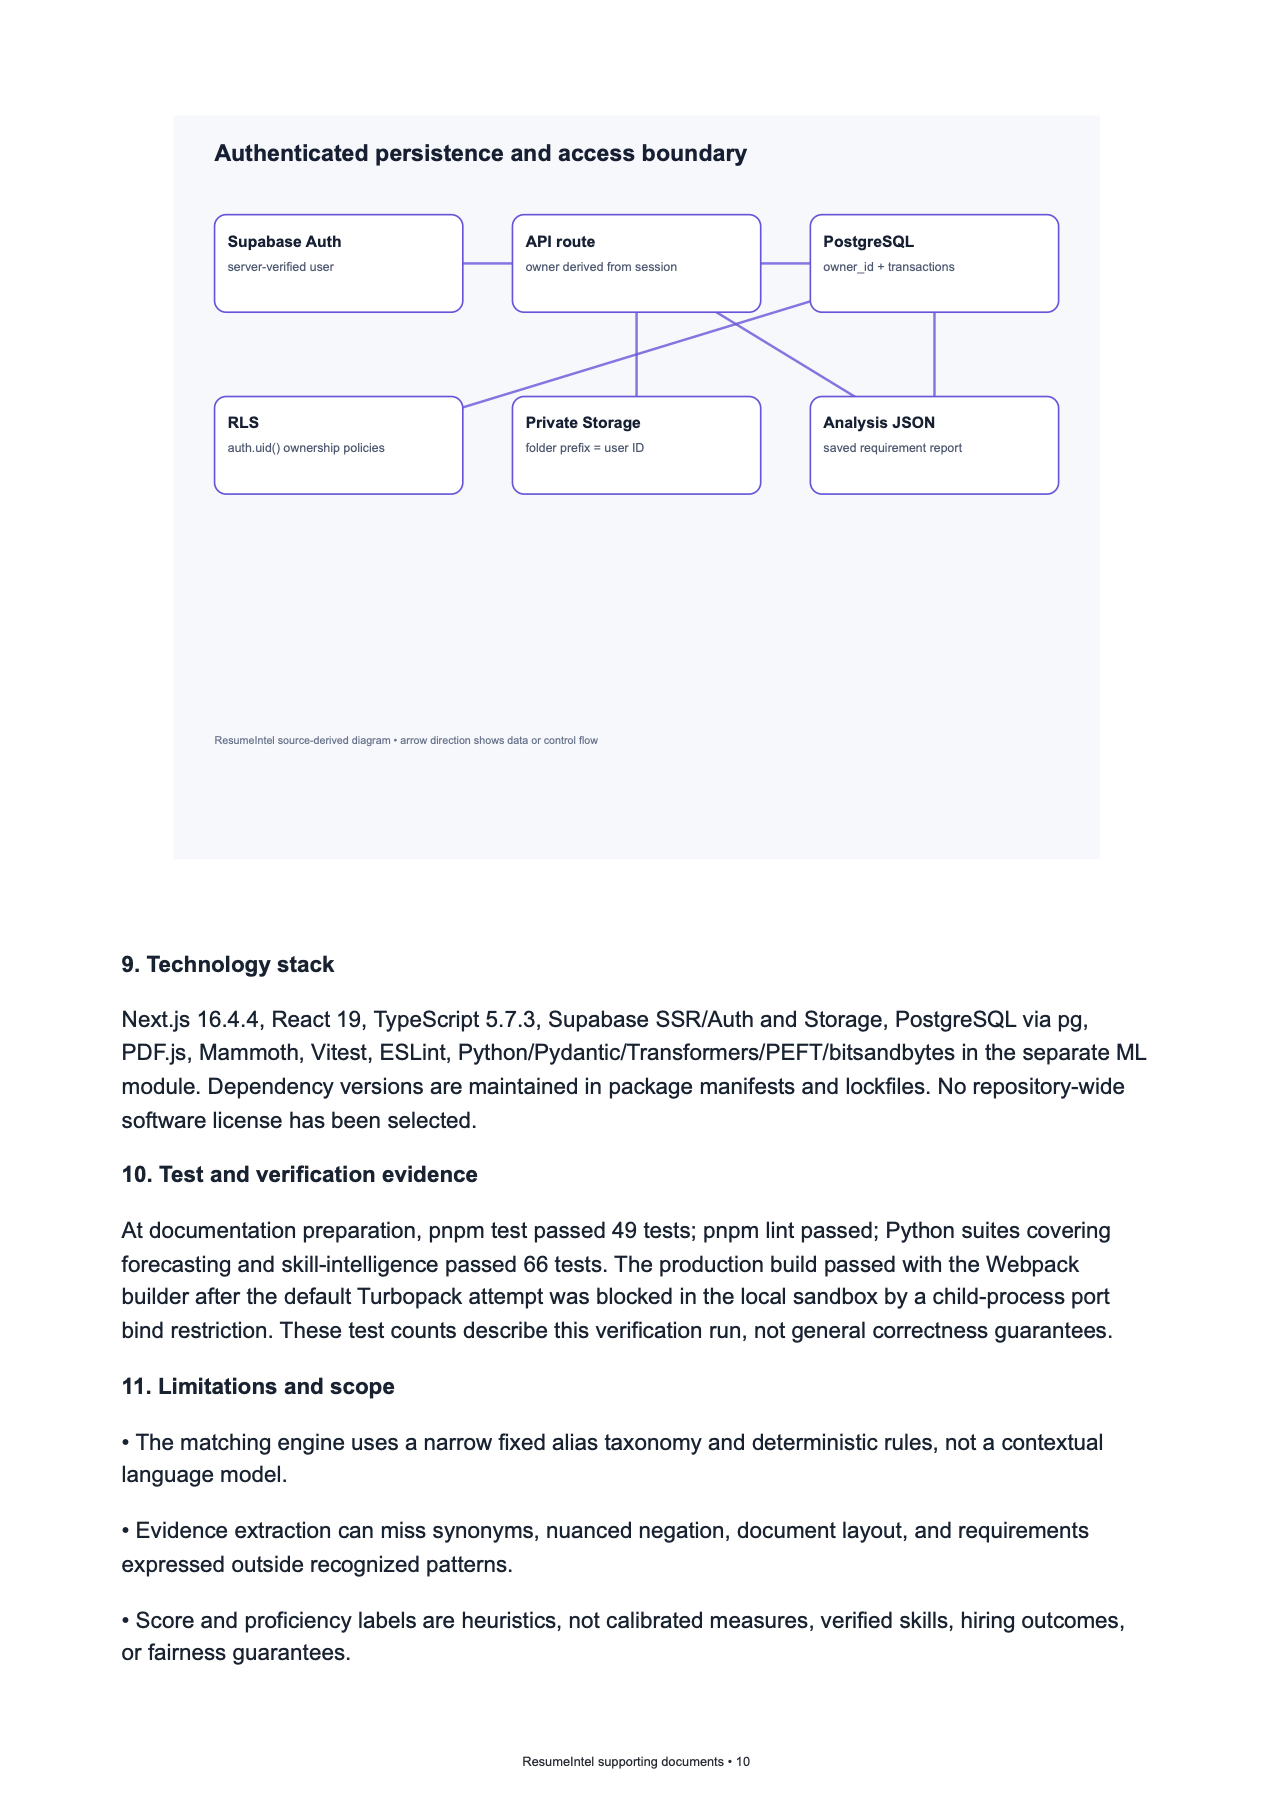 Authenticated persistence and access boundary
Supabase Auth
server-verified user
API route
owner derived from session
PostgreSQL
owner_id + transactions
RLS
auth.uid() ownership policies
Private Storage
folder prefix = user ID
Analysis JSON
saved requirement report
ResumeIntel source-derived diagram • arrow direction shows data or control flow
9. Technology stack
Next.js 16.4.4, React 19, TypeScript 5.7.3, Supabase SSR/Auth and Storage, PostgreSQL via pg,
PDF.js, Mammoth, Vitest, ESLint, Python/Pydantic/Transformers/PEFT/bitsandbytes in the separate ML
module. Dependency versions are maintained in package manifests and lockfiles. No repository-wide
software license has been selected.
10. Test and verification evidence
At documentation preparation, pnpm test passed 49 tests; pnpm lint passed; Python suites covering
forecasting and skill-intelligence passed 66 tests. The production build passed with the Webpack
builder after the default Turbopack attempt was blocked in the local sandbox by a child-process port
bind restriction. These test counts describe this verification run, not general correctness guarantees.
11. Limitations and scope
• The matching engine uses a narrow fixed alias taxonomy and deterministic rules, not a contextual
language model.
• Evidence extraction can miss synonyms, nuanced negation, document layout, and requirements
expressed outside recognized patterns.
• Score and proficiency labels are heuristics, not calibrated measures, verified skills, hiring outcomes,
or fairness guarantees.
ResumeIntel supporting documents • 10